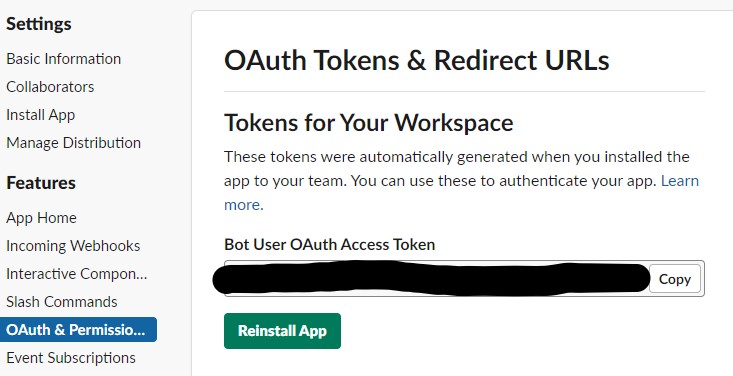 Settings
Basic Information
Collaborators
Install App
Manage Distribution
Features
App Home
Incoming Webhooks
Interactive Compon...
Slash Commands
OAuth & Permissio...
Event Subscriptions
OAuth Tokens & Redirect URLs
Tokens for Your Workspace
These tokens were automatically generated when you installed the
app to your team. You can use these to authenticate your app. Learn
more.
Bot User OAuth Access Token
Copy
Reinstall App